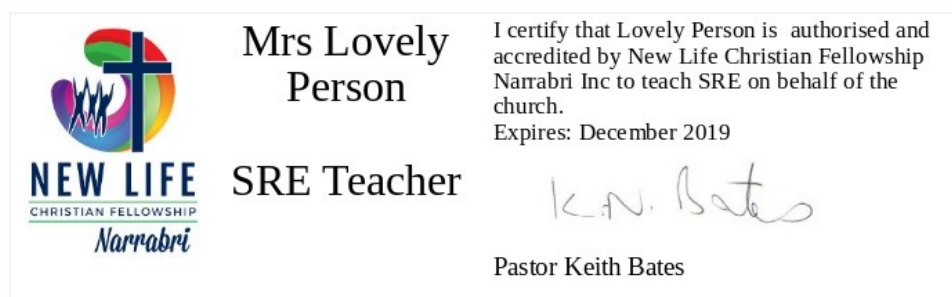 NEW LIFE
CHRISTIAN FELLOWSHIP
Narrabri
Mrs Lovely
Person
SRE Teacher
I certify that Lovely Person is  authorised and
accredited by New Life Christian Fellowship
Narrabri Inc to teach SRE on behalf of the
church.
Expires: December 2019
K.N. Bates
Pastor Keith Bates